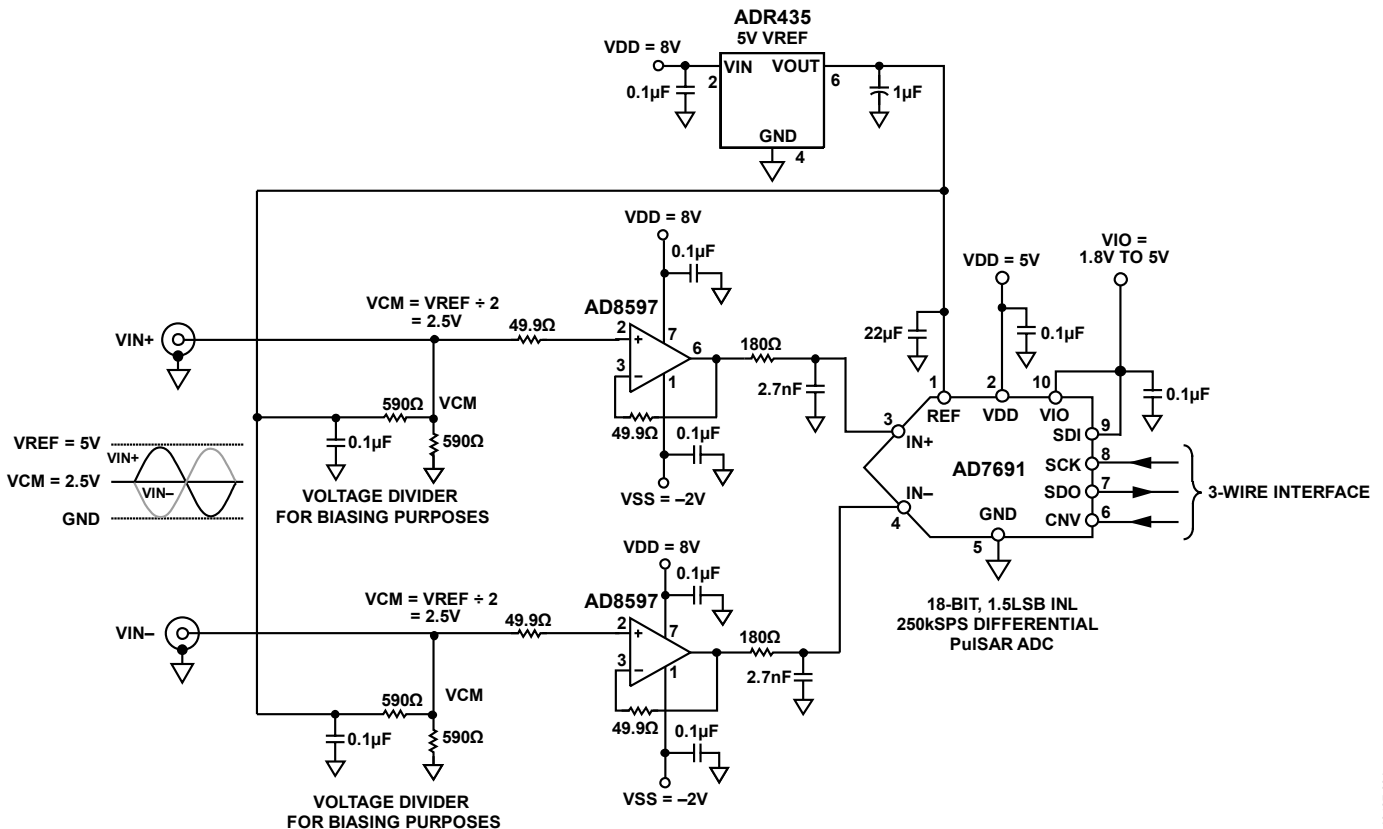 ADR435
5V VREF
VDD = 8V
VIN
VOUT
2
6
0.1µF
1µF
GND
4
VDD = 8V
0.1µF
VIO =
1.8V TO 5V
VDD = 5V
VCM = VREF ÷ 2
= 2.5V
AD8597
VIN+
49.9Ω
2
+
7
6
180Ω
3
–
1
22µF
0.1µF
2.7nF
1
2
10
0.1µF
REF
VDD
VIO
590Ω
VCM
49.9Ω
0.1µF
3
IN+
SDI
9
0.1µF
590Ω
VREF = 5V
VIN+
VCM = 2.5V
VIN–
GND
VOLTAGE DIVIDER
FOR BIASING PURPOSES
VSS = –2V
AD7691
SCK
8
SDO
7
CNV
6
3-WIRE INTERFACE
IN–
4
GND
5
VDD = 8V
0.1µF
18-BIT, 1.5LSB INL
250kSPS DIFFERENTIAL
PulSAR ADC
VCM = VREF ÷ 2
= 2.5V
AD8597
VIN–
49.9Ω
2
+
7
180Ω
3
–
1
2.7nF
590Ω
VCM
49.9Ω
0.1µF
0.1µF
590Ω
VSS = –2V
VOLTAGE DIVIDER
FOR BIASING PURPOSES